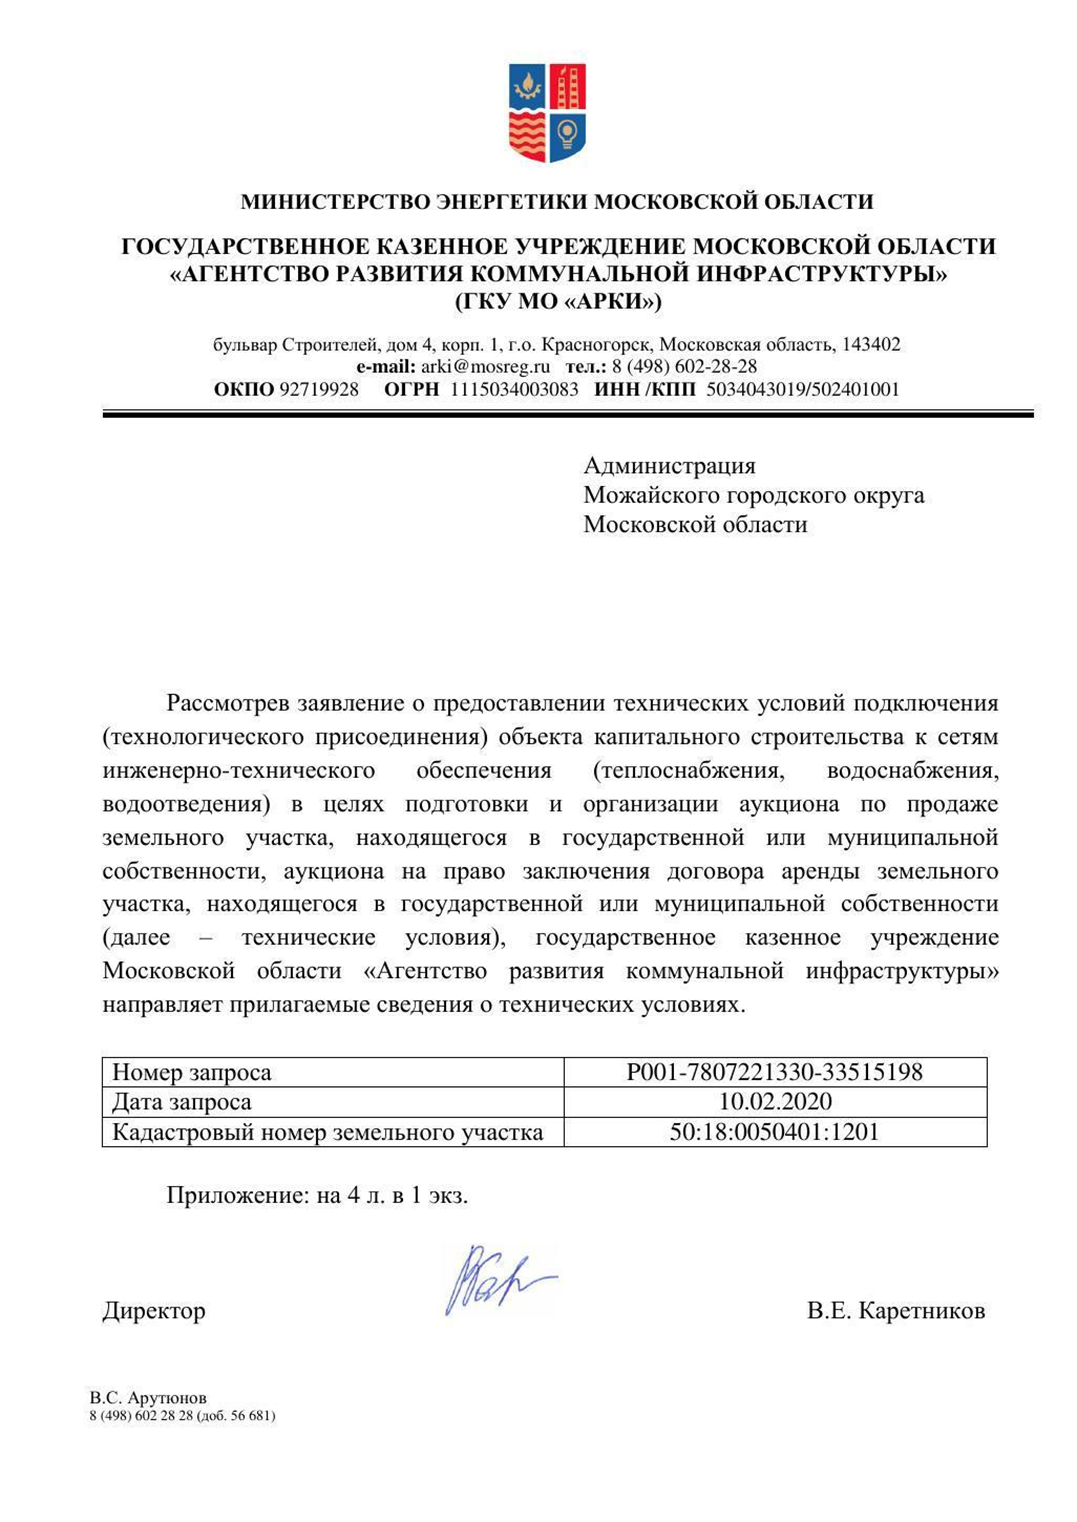 МИНИСТЕРСТВО ЭНЕРГЕТИКИ МОСКОВСКОЙ ОБЛАСТИ
ГОСУДАРСТВЕННОЕ КАЗЕННОЕ УЧРЕЖДЕНИЕ МОСКОВСКОЙ ОБЛАСТИ
«АГЕНТСТВО РАЗВИТИЯ КОММУНАЛЬНОЙ ИНФРАСТРУКТУРЫ»
(ГКУ МО «АРКИ»)
бульвар Строителей, дом 4, корп. 1, г.о. Красногорск, Московская область, 143402
e-mail: arki@mosreg.ru тел.: 8 (498) 602-28-28
ОКПО 92719928 ОГРН 1115034003083 ИНН /КПП 5034043019/502401001
Администрация
Можайского городского округа
Московской области
Рассмотрев заявление о предоставлении технических условий подключения
(технологического присоединения) объекта капитального строительства к сетям
инженерно-технического обеспечения (теплоснабжения, водоснабжения,
водоотведения) в целях подготовки и организации аукциона по продаже
земельного участка, находящегося в государственной или муниципальной
собственности, аукциона на право заключения договора аренды земельного
участка, находящегося в государственной или муниципальной собственности
(далее – технические условия), государственное казенное учреждение
Московской области «Агентство развития коммунальной инфраструктуры»
направляет прилагаемые сведения о технических условиях.
Номер запроса P001-7807221330-33515198
Дата запроса 10.02.2020
Кадастровый номер земельного участка 50:18:0050401:1201
Приложение: на 4 л. в 1 экз.
Директор В.Е. Каретников
В.С. Арутюнов
8 (498) 602 28 28 (доб. 56 681)